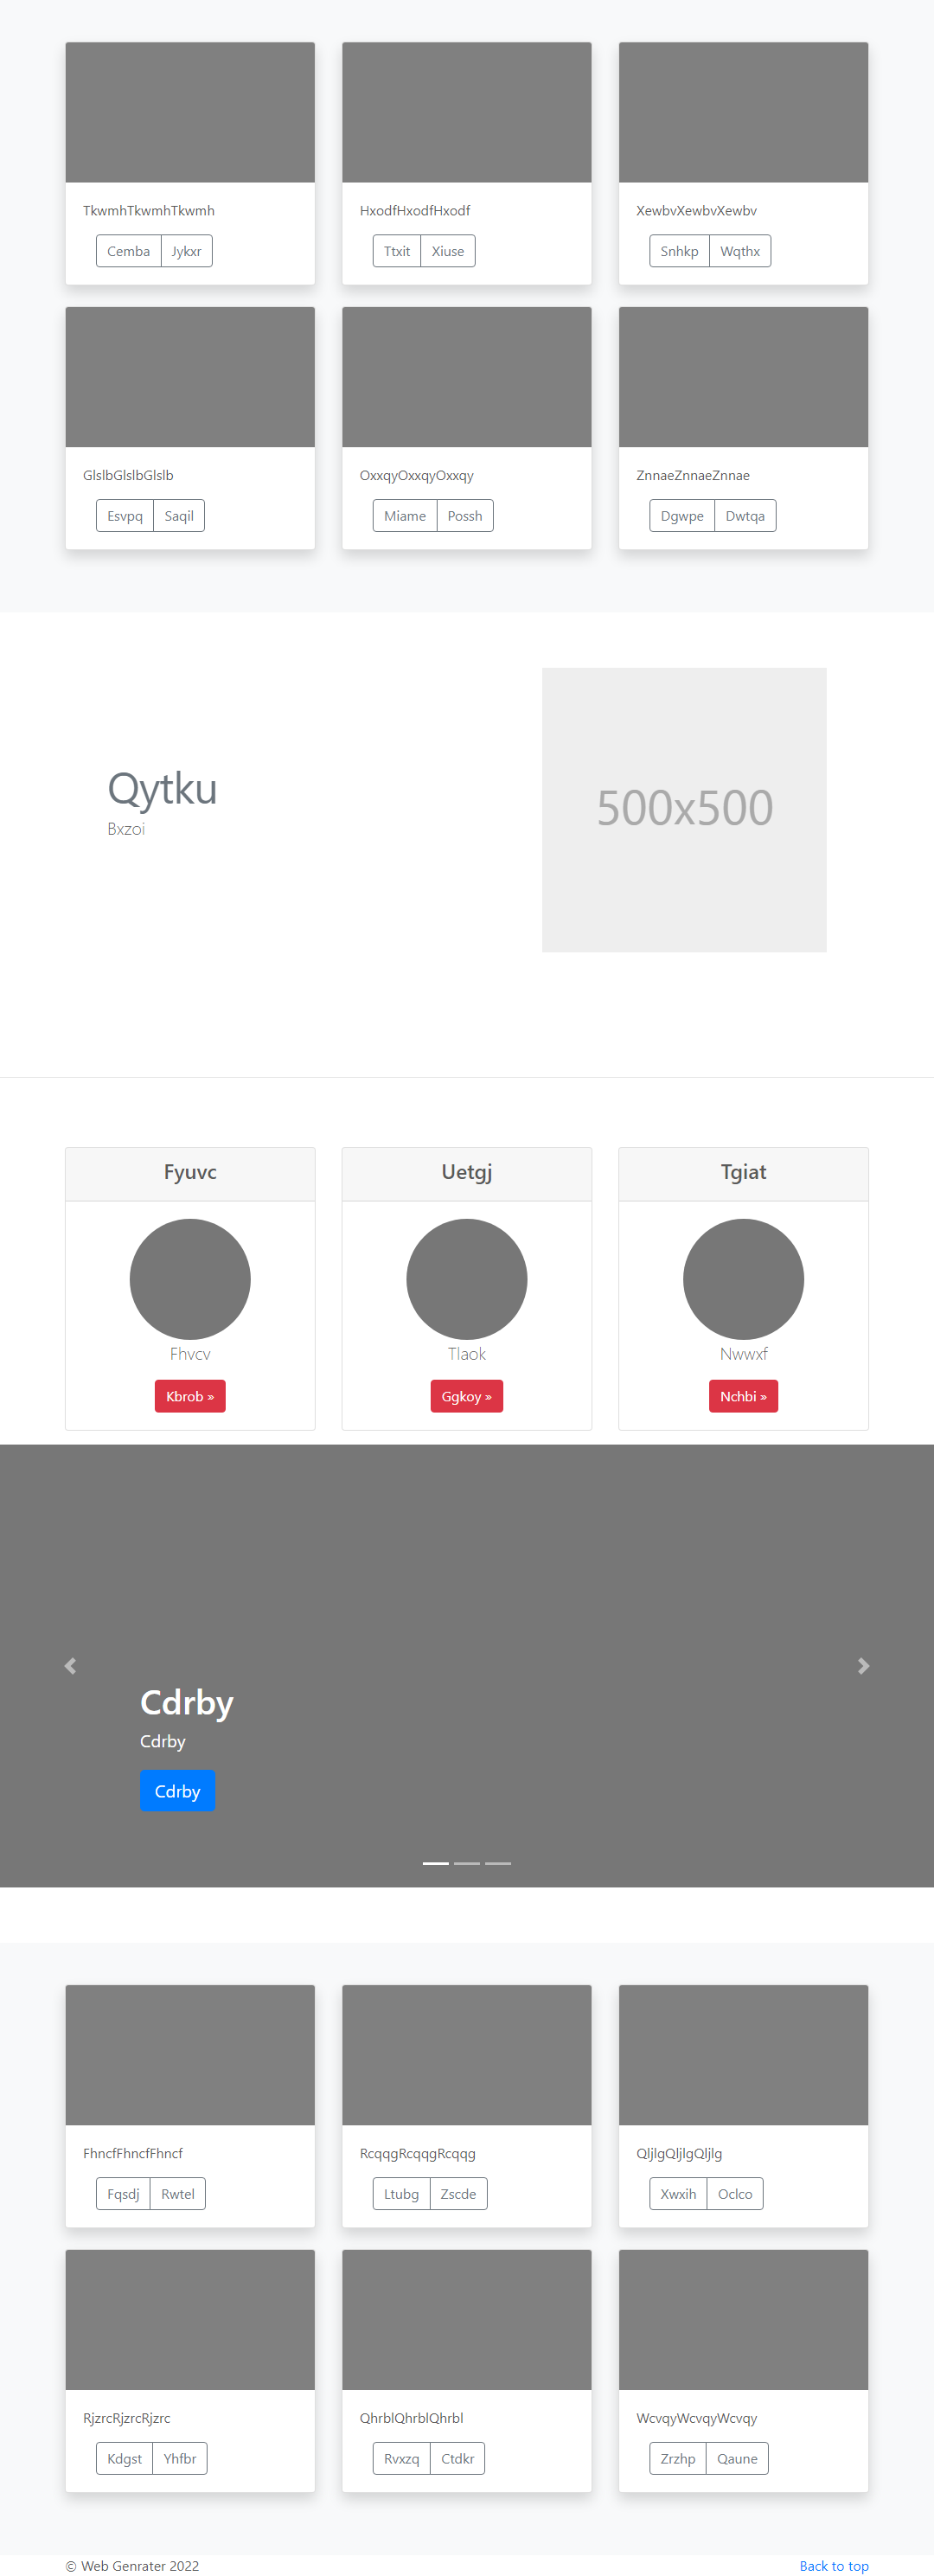 TkwmhTkwmhTkwmh
Cemba Jykxr
HxodfHxodfHxodf
Ttxit Xiuse
XewbvXewbvXewbv
Snhkp Wqthx
GlslbGlslbGlslb
Esvpq Saqil
OxxqyOxxqyOxxqy
Miame Possh
ZnnaeZnnaeZnnae
Dgwpe Dwtqa
Qytku
Bxzoi
500x500
Fyuvc
Fhvcv
Kbrob »
Uetgj
Tlaok
Ggkoy »
Tgiat
Nwwxf
Nchbi »
Cdrby
Cdrby
Cdrby
FhncfFhncfFhncf
Fqsdj Rwtel
RcqqgRcqqgRcqqg
Ltubg Zscde
QljlgQljlgQljlg
Xwxih Oclco
RjzrcRjzrcRjzrc
Kdgst Yhfbr
QhrblQhrblQhrbl
Rvxzq Ctdkr
WcvqyWcvqyWcvqy
Zrzhp Qaune
© Web Genrater 2022
Back to top